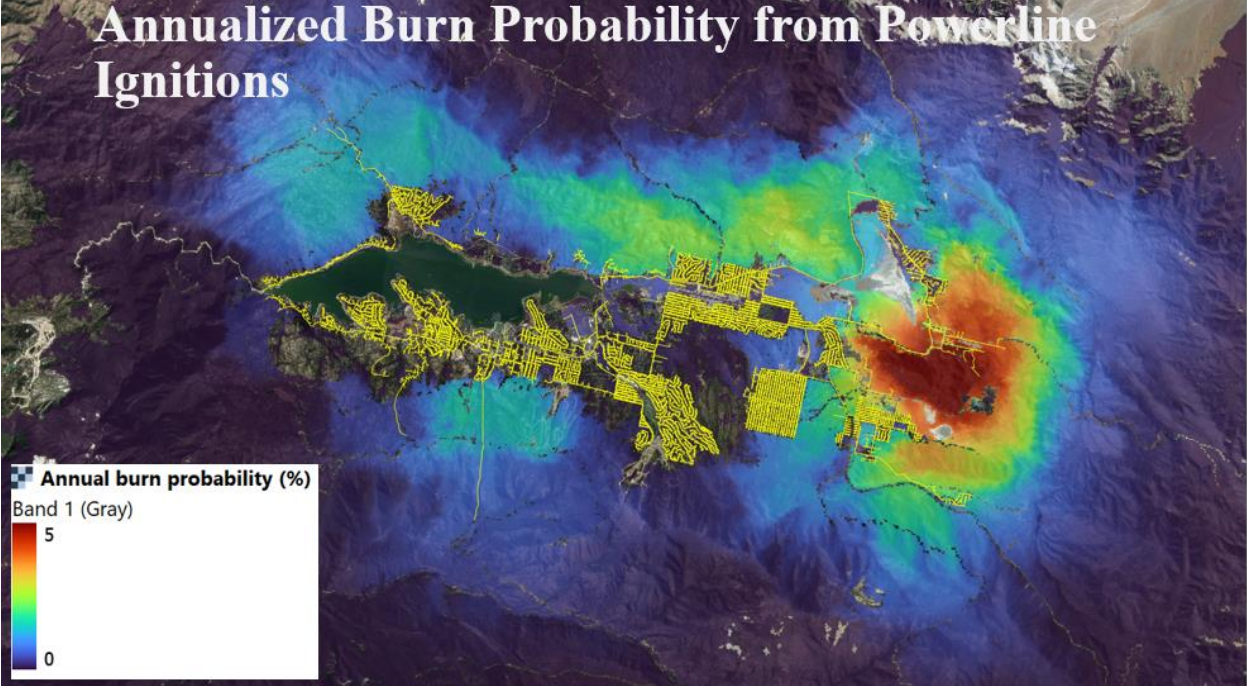 Annualized Burn Probability from Powerline
Ignitions
Annual burn probability (%)
Band 1 (Gray)
5
0